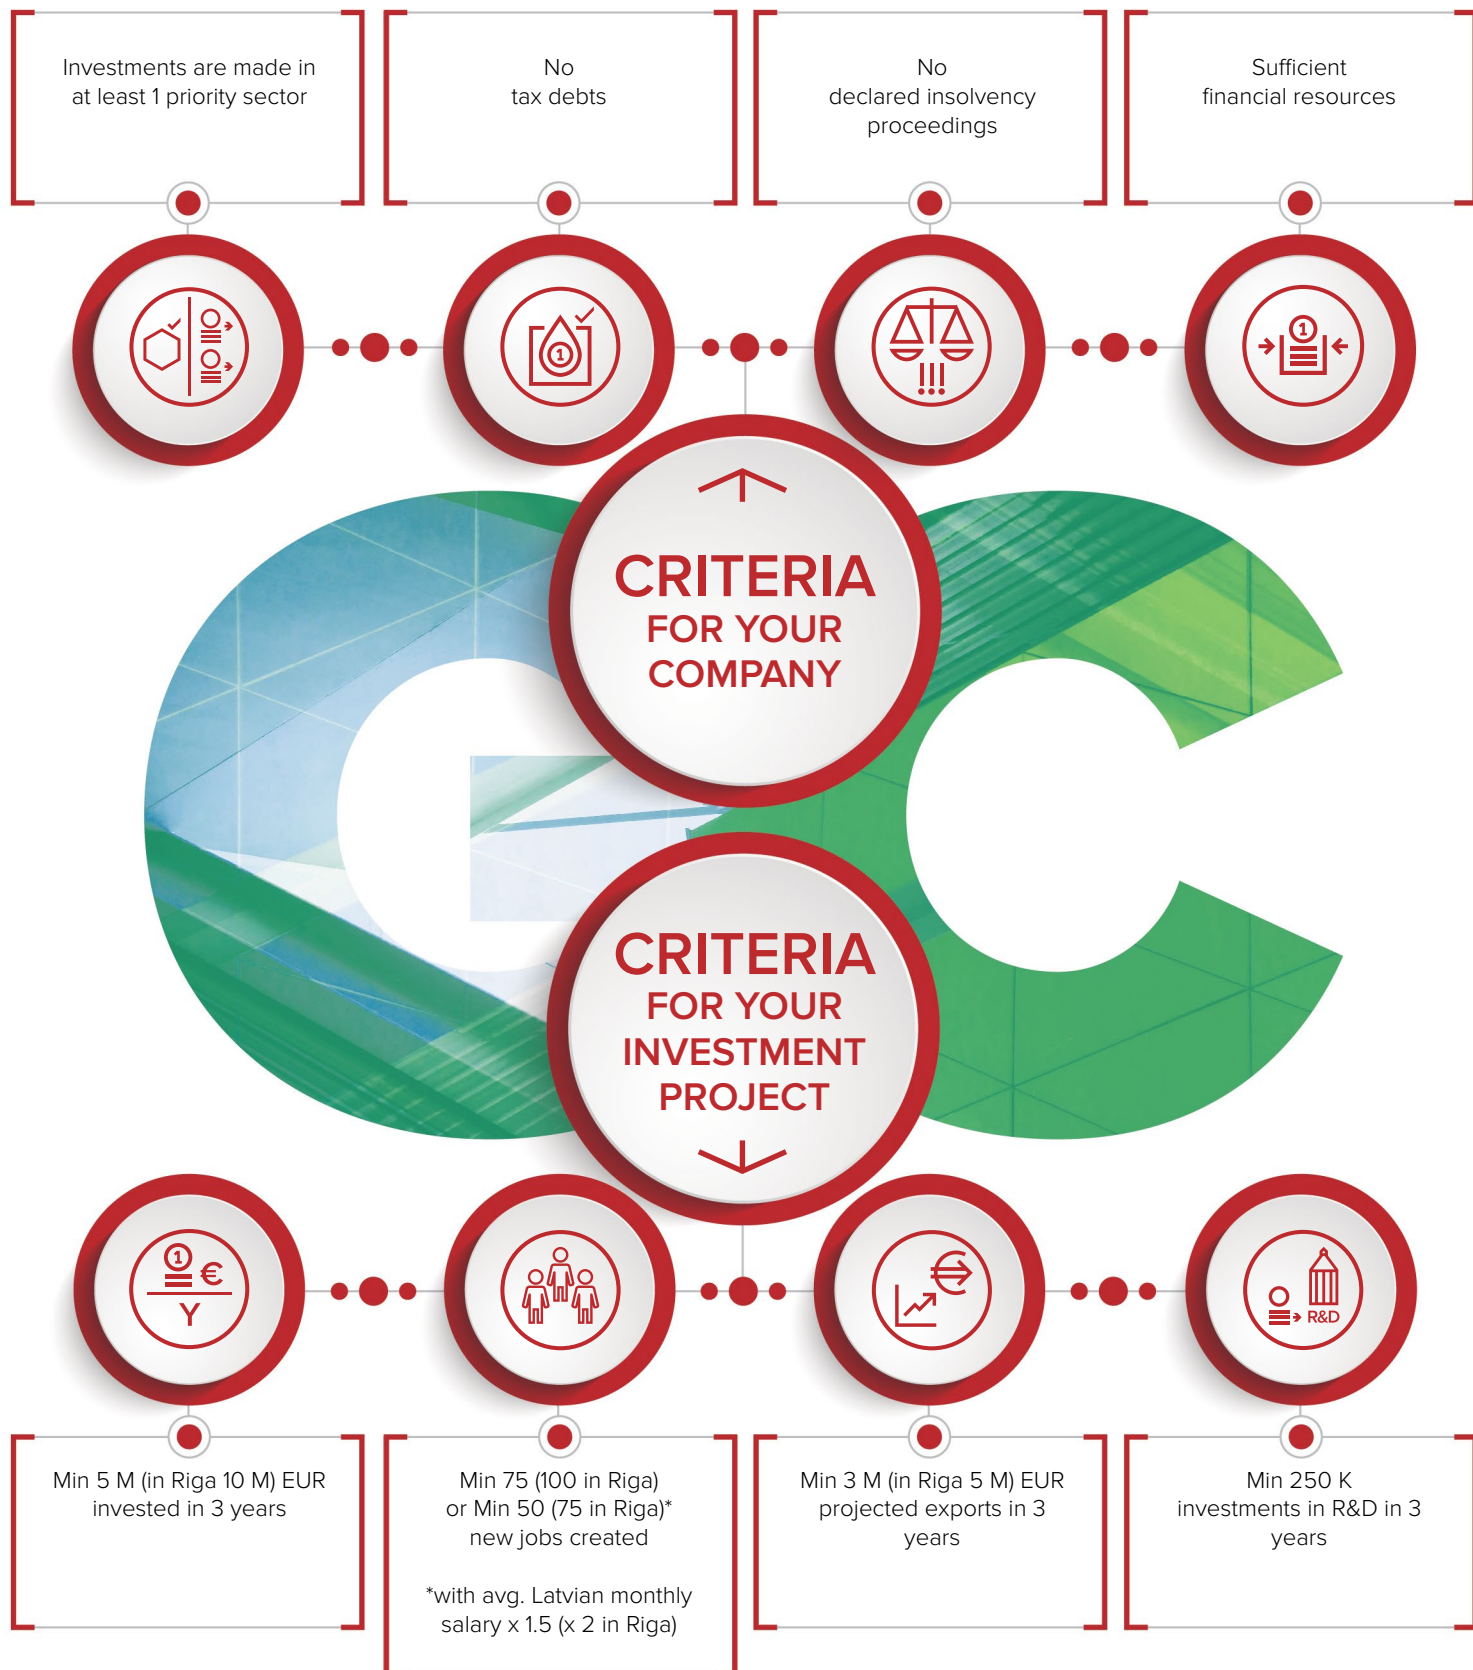 Investments are made in
at least 1 priority sector
No
tax debts
No
declared insolvency
proceedings
Sufficient
financial resources
1
1
GC
CRITERIA
FOR YOUR
COMPANY
CRITERIA
FOR YOUR
INVESTMENT
PROJECT
1 €
Y
€
R&D
Min 5 M (in Riga 10 M) EUR
invested in 3 years
Min 75 (100 in Riga)
or Min 50 (75 in Riga)*
new jobs created
*with avg. Latvian monthly
salary x 1.5 (x 2 in Riga)
Min 3 M (in Riga 5 M) EUR
projected exports in 3
years
Min 250 K
investments in R&D in 3
years